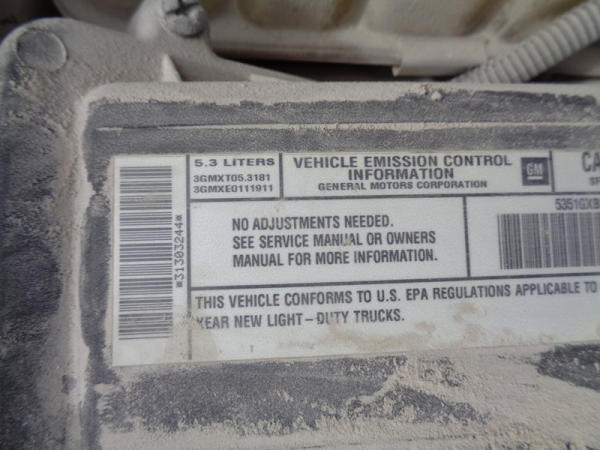 5.3 LITERS
3GMXT05.3181
3GMXE0111911
VEHICLE EMISSION CONTROL
INFORMATION
GENERAL MOTORS CORPORATION
GM
CA
*31303244*
NO ADJUSTMENTS NEEDED.
SEE SERVICE MANUAL OR OWNERS
MANUAL FOR MORE INFORMATION.
5351GXB
THIS VEHICLE CONFORMS TO U.S. EPA REGULATIONS APPLICABLE TO
YEAR NEW LIGHT-DUTY TRUCKS.